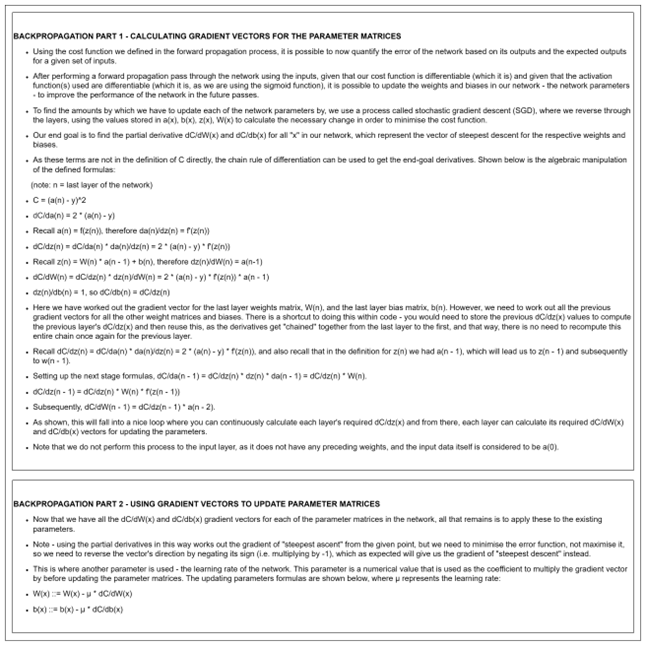 BACKPROPAGATION PART 1 - CALCULATING GRADIENT VECTORS FOR THE PARAMETER MATRICES
• Using the cost function we defined in the forward propagation process, it is possible to now quantify the error of the network based on its outputs and the expected outputs
for a given set of inputs.
• After performing a forward propagation pass through the network using the inputs, given that our cost function is differentiable (which it is) and given that the activation
function(s) used are differentiable (which it is, as we are using the sigmoid function), it is possible to update the weights and biases in our network - the network parameters
- to improve the performance of the network in the future passes.
• To find the amounts by which we have to update each of the network parameters by, we use a process called stochastic gradient descent (SGD), where we reverse through
the layers, using the values stored in a(x), b(x), z(x), W(x) to calculate the necessary change in order to minimise the cost function.
• Our end goal is to find the partial derivative dC/dW(x) and dC/db(x) for all "x" in our network, which represent the vector of steepest descent for the respective weights and
biases.
• As these terms are not in the definition of C directly, the chain rule of differentiation can be used to get the end-goal derivatives. Shown below is the algebraic manipulation
of the defined formulas:
(note: n = last layer of the network)
• C = (a(n) - y)^2
• dC/da(n) = 2 * (a(n) - y)
• Recall a(n) = f(z(n)), therefore da(n)/dz(n) = f'(z(n))
• dC/dz(n) = dC/da(n) * da(n)/dz(n) = 2 * (a(n) - y) * f'(z(n))
• Recall z(n) = W(n) * a(n - 1) + b(n), therefore dz(n)/dW(n) = a(n-1)
• dC/dW(n) = dC/dz(n) * dz(n)/dW(n) = 2 * (a(n) - y) * f'(z(n)) * a(n - 1)
• dz(n)/db(n) = 1, so dC/db(n) = dC/dz(n)
• Here we have worked out the gradient vector for the last layer weights matrix, W(n), and the last layer bias matrix, b(n). However, we need to work out all the previous
gradient vectors for all the other weight matrices and biases. There is a shortcut to doing this within code - you would need to store the previous dC/dz(x) values to compute
the previous layer's dC/dz(x) and then reuse this, as the derivatives get "chained" together from the last layer to the first, and that way, there is no need to recompute this
entire chain once again for the previous layer.
• Recall dC/dz(n) = dC/da(n) * da(n)/dz(n) = 2 * (a(n) - y) * f'(z(n)), and also recall that in the definition for z(n) we had a(n - 1), which will lead us to z(n - 1) and subsequently
to w(n - 1).
• Setting up the next stage formulas, dC/da(n - 1) = dC/dz(n) * dz(n) * da(n - 1) = dC/dz(n) * W(n).
• dC/dz(n - 1) = dC/dz(n) * W(n) * f'(z(n - 1))
• Subsequently, dC/dW(n - 1) = dC/dz(n - 1) * a(n - 2).
• As shown, this will fall into a nice loop where you can continuously calculate each layer's required dC/dz(x) and from there, each layer can calculate its required dC/dW(x)
and dC/db(x) vectors for updating the parameters.
• Note that we do not perform this process to the input layer, as it does not have any preceding weights, and the input data itself is considered to be a(0).
BACKPROPAGATION PART 2 - USING GRADIENT VECTORS TO UPDATE PARAMETER MATRICES
• Now that we have all the dC/dW(x) and dC/db(x) gradient vectors for each of the parameter matrices in the network, all that remains is to apply these to the existing
parameters.
• Note - using the partial derivatives in this way works out the gradient of "steepest ascent" from the given point, but we need to minimise the error function, not maximise it,
so we need to reverse the vector's direction by negating its sign (i.e. multiplying by -1), which as expected will give us the gradient of "steepest descent" instead.
• This is where another parameter is used - the learning rate of the network. This parameter is a numerical value that is used as the coefficient to multiply the gradient vector
by before updating the parameter matrices. The updating parameters formulas are shown below, where μ represents the learning rate:
• W(x) ::= W(x) - μ * dC/dW(x)
• b(x) ::= b(x) - μ * dC/db(x)